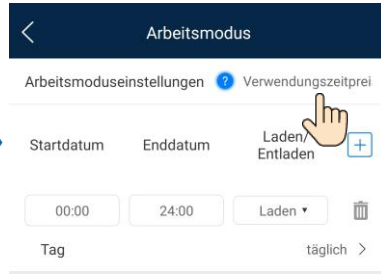 Arbeitsmodus
Arbeitsmoduseinstellungen ? Verwendungszeitprei
Startdatum Enddatum Laden/
Entladen +
00:00 24:00 Laden
Tag täglich >